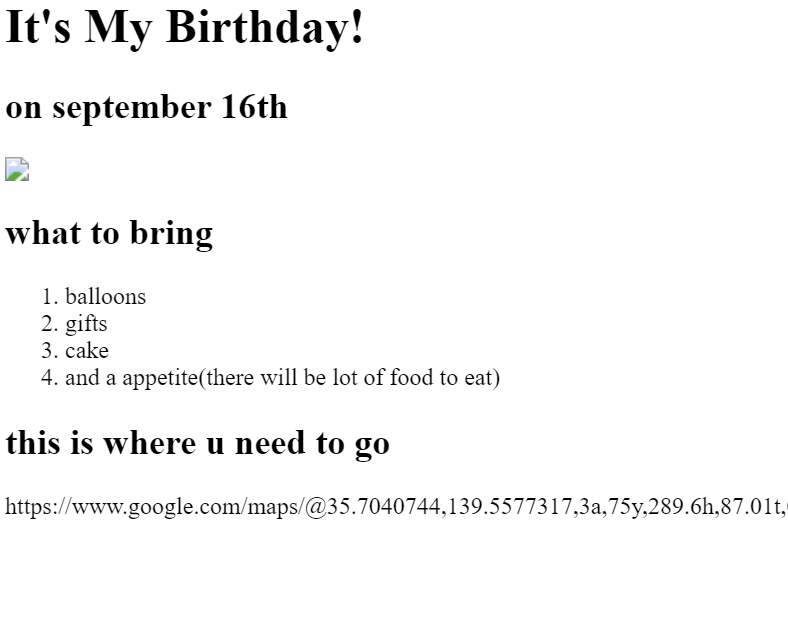 It's My Birthday!
on september 16th
what to bring
1. balloons
2. gifts
3. cake
4. and a appetite(there will be lot of food to eat)
this is where u need to go
https://www.google.com/maps/@35.7040744,139.5577317,3a,75y,289.6h,87.01t,